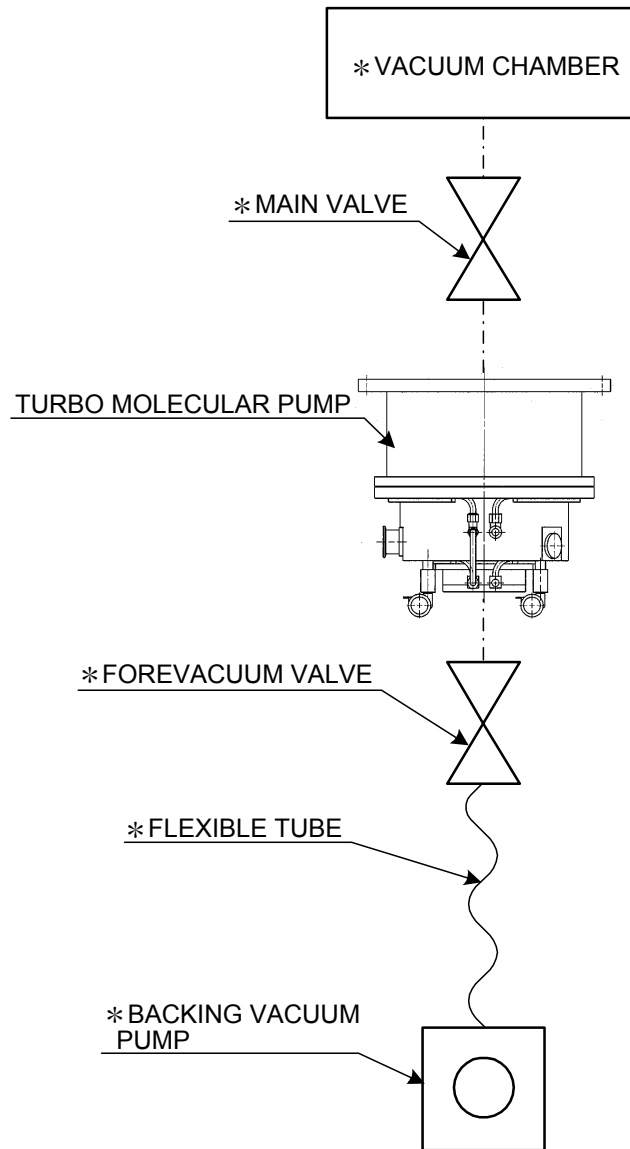 ＊VACUUM CHAMBER
＊MAIN VALVE
TURBO MOLECULAR PUMP
＊FOREVACUUM VALVE
＊FLEXIBLE TUBE
＊BACKING VACUUM
PUMP